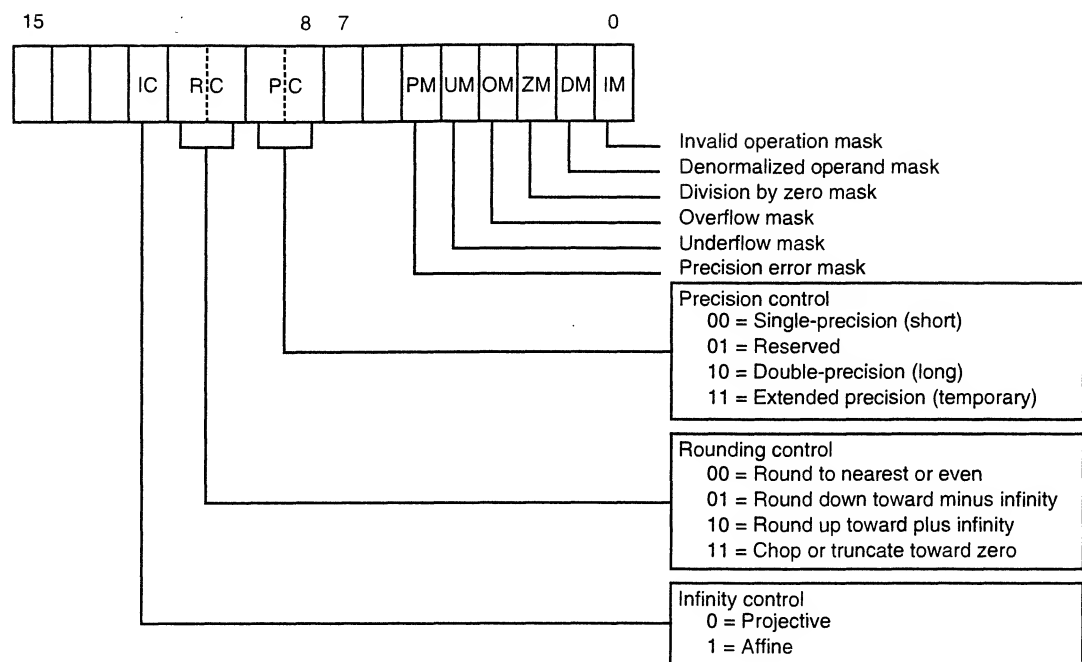 15 8 7 0
IC RC PC PM UM OM ZM DM IM
Invalid operation mask
Denormalized operand mask
Division by zero mask
Overflow mask
Underflow mask
Precision error mask
Precision control
00 = Single-precision (short)
01 = Reserved
10 = Double-precision (long)
11 = Extended precision (temporary)
Rounding control
00 = Round to nearest or even
01 = Round down toward minus infinity
10 = Round up toward plus infinity
11 = Chop or truncate toward zero
Infinity control
0 = Projective
1 = Affine